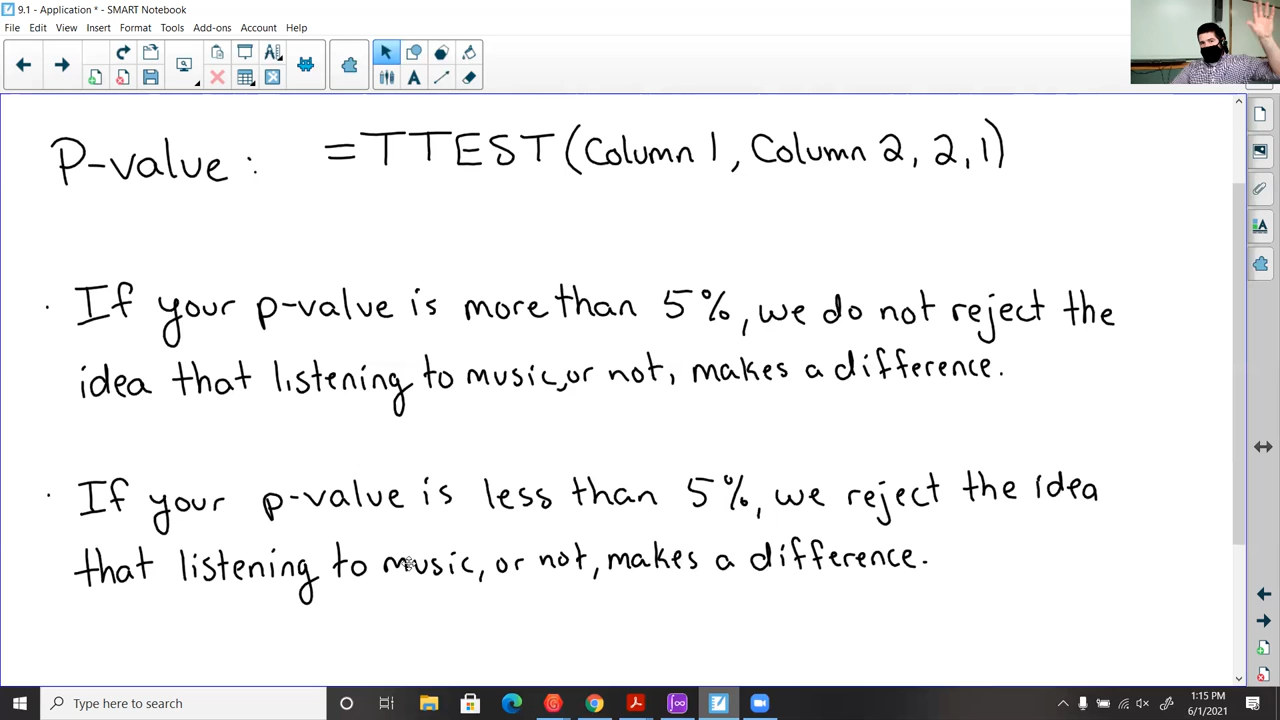 9.1 - Application * - SMART Notebook
File Edit View Insert Format Tools Add-ons Account Help
P-value: =TTEST(Column 1, Column 2, 2, 1)
· If your p-value is more than 5%, we do not reject the
idea that listening to music, or not, makes a difference.
· If your p-value is less than 5%, we reject the idea
that listening to music, or not, makes a difference.
Type here to search
1:15 PM
6/1/2021